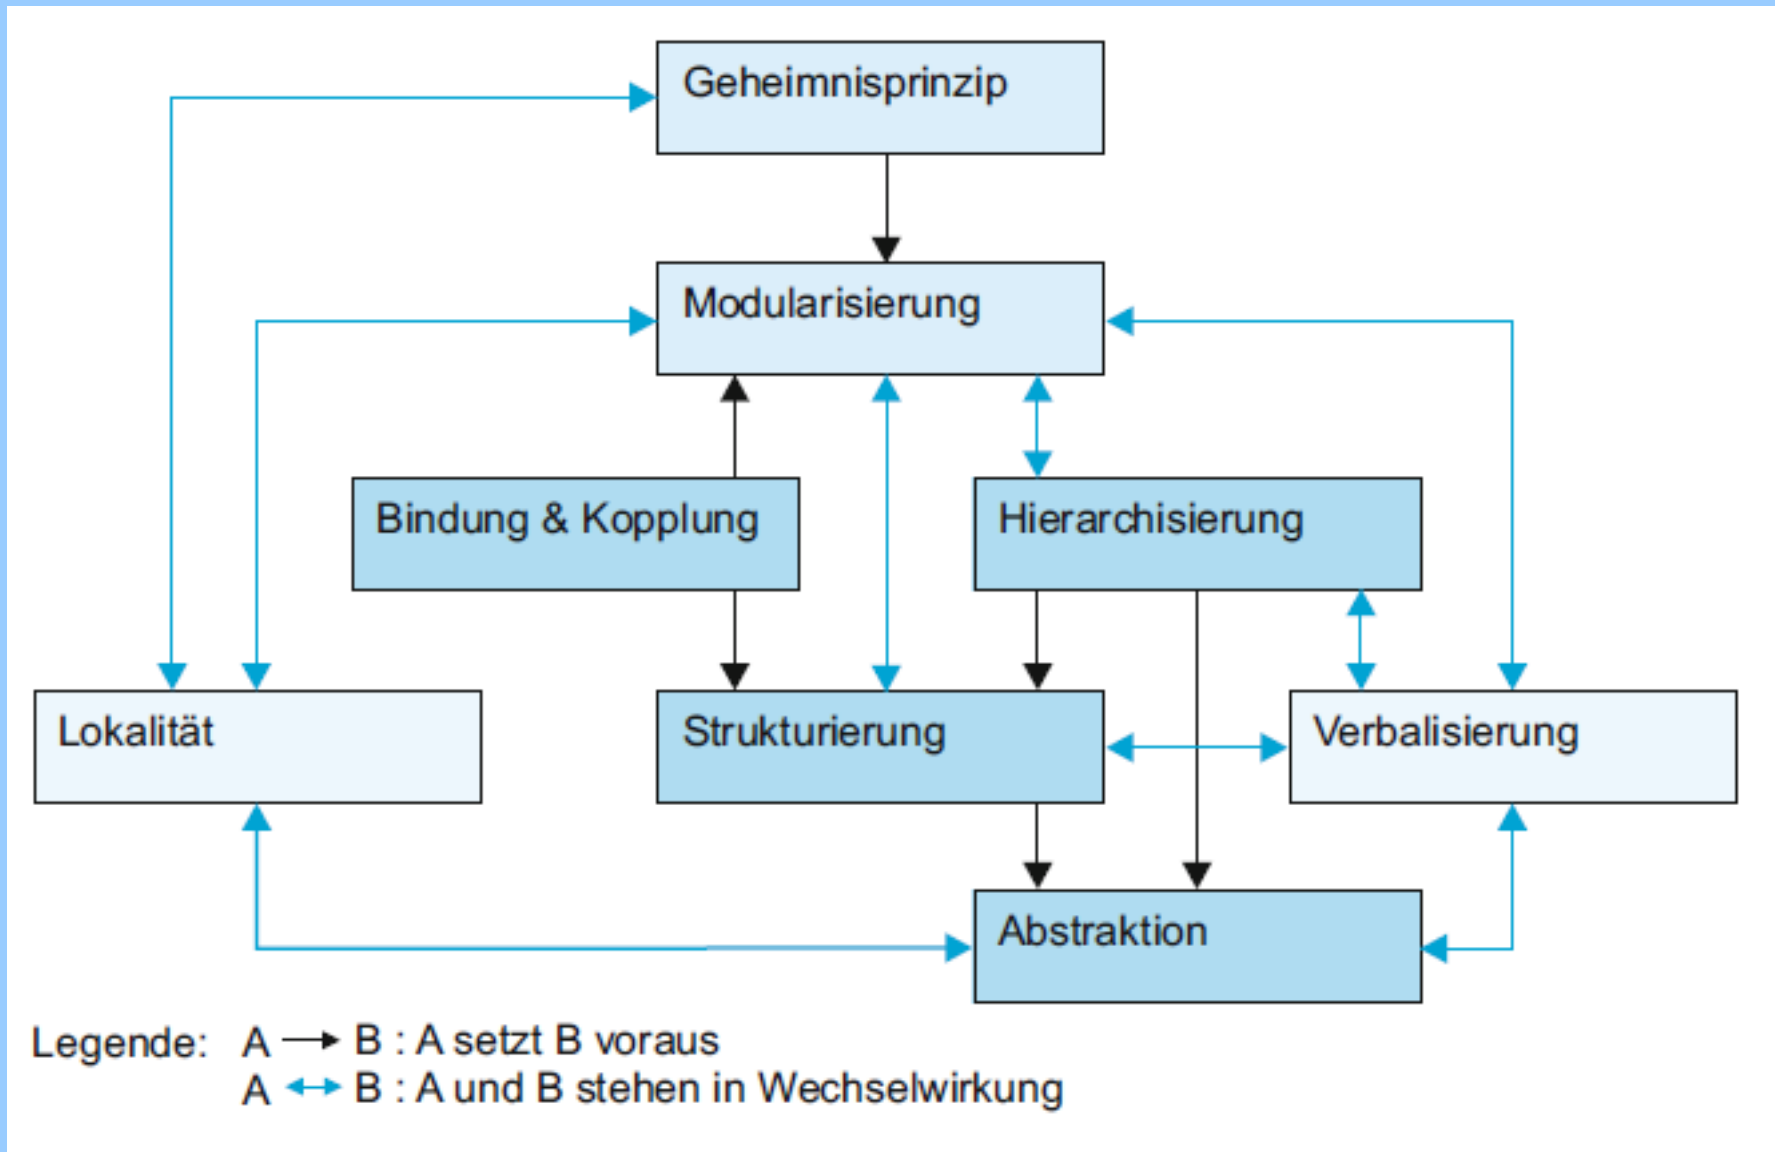 Geheimnisprinzip
Modularisierung
Bindung & Kopplung
Hierarchisierung
Lokalität
Strukturierung
Verbalisierung
Abstraktion
Legende: A → B : A setzt B voraus
A ↔ B : A und B stehen in Wechselwirkung